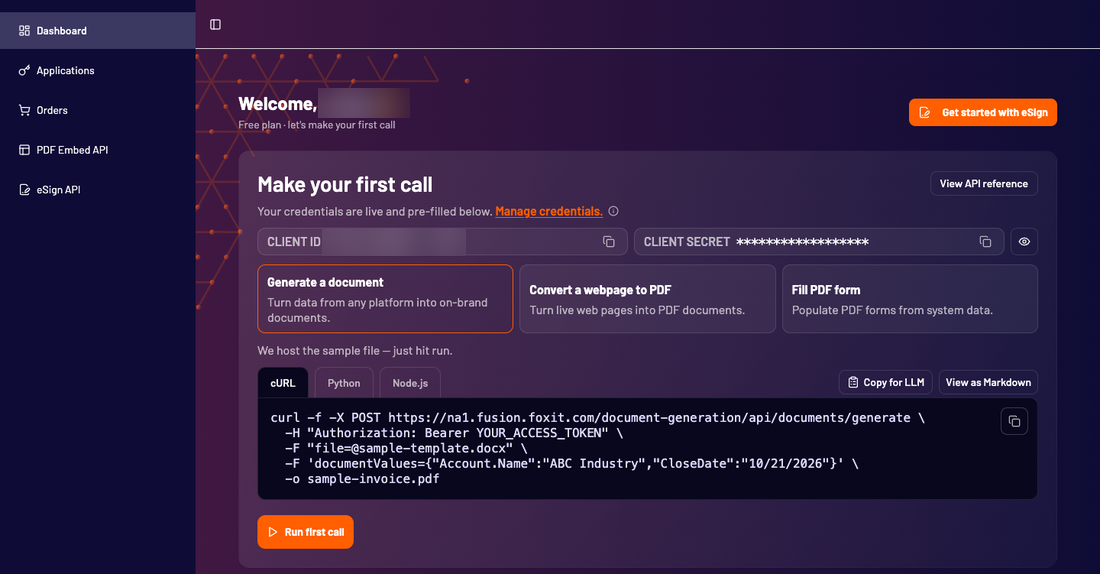 Dashboard
Applications
Orders
PDF Embed API
eSign API
Welcome,
Free plan · let's make your first call
Get started with eSign
Make your first call
View API reference
Your credentials are live and pre-filled below. Manage credentials.
CLIENT ID
CLIENT SECRET ******************
Generate a document
Turn data from any platform into on-brand
documents.
Convert a webpage to PDF
Turn live web pages into PDF documents.
Fill PDF form
Populate PDF forms from system data.
We host the sample file — just hit run.
cURL
Python
Node.js
Copy for LLM
View as Markdown
curl -f -X POST https://na1.fusion.foxit.com/document-generation/api/documents/generate \
-H "Authorization: Bearer YOUR_ACCESS_TOKEN" \
-F "file=@sample-template.docx" \
-F 'documentValues={"Account.Name":"ABC Industry","CloseDate":"10/21/2026"}' \
-o sample-invoice.pdf
Run first call